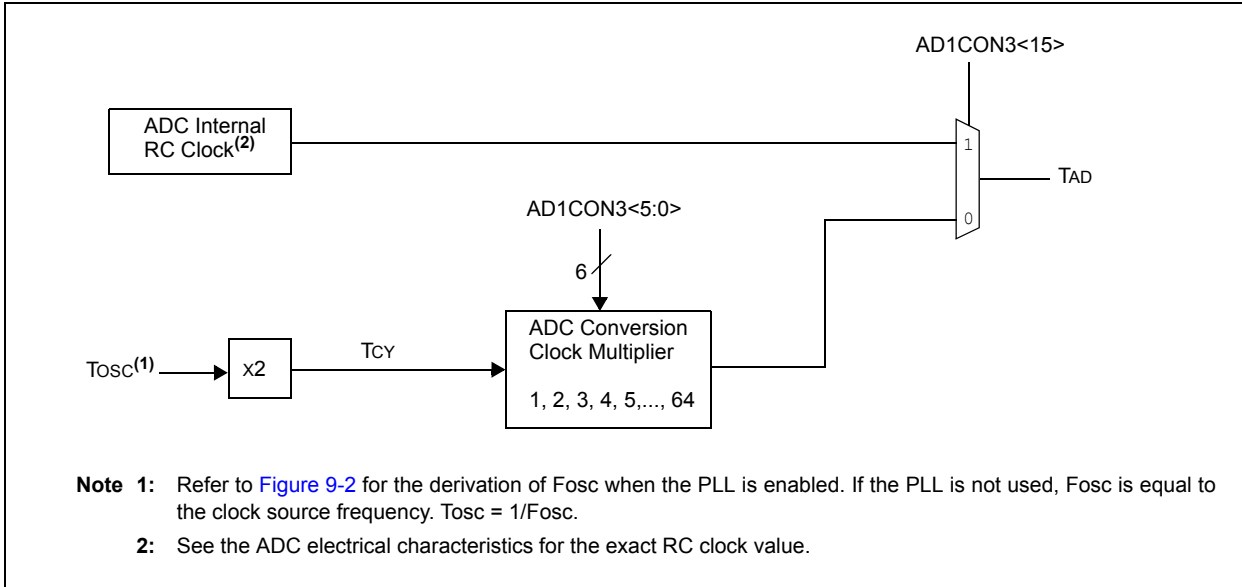 AD1CON3<15>
ADC Internal
RC Clock(2)
1
TAD
AD1CON3<5:0>
0
6
ADC Conversion
Clock Multiplier
1, 2, 3, 4, 5,..., 64
TOSC(1)
x2
TCY
Note 1: Refer to Figure 9-2 for the derivation of Fosc when the PLL is enabled. If the PLL is not used, Fosc is equal to
the clock source frequency. Tosc = 1/Fosc.
2: See the ADC electrical characteristics for the exact RC clock value.